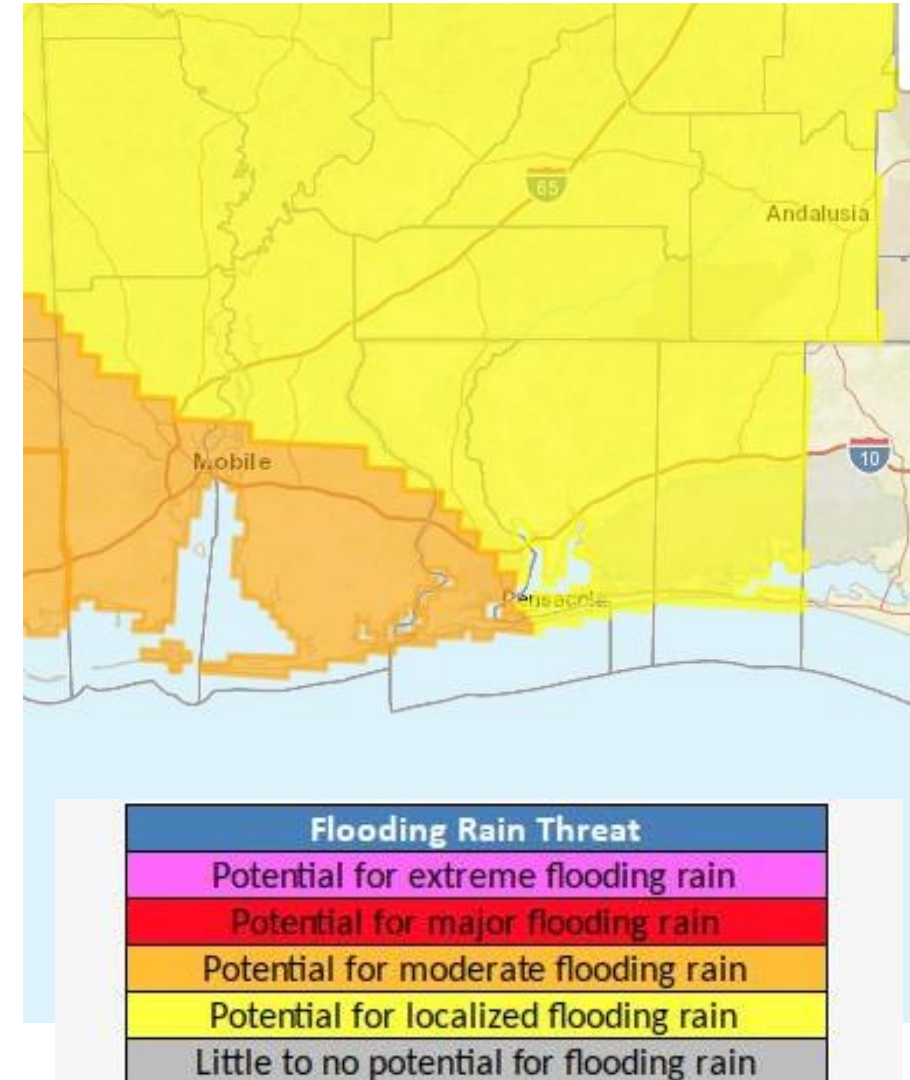 65
Andalusia
10
Mobile
Pensacola
Flooding Rain Threat
Potential for extreme flooding rain
Potential for major flooding rain
Potential for moderate flooding rain
Potential for localized flooding rain
Little to no potential for flooding rain